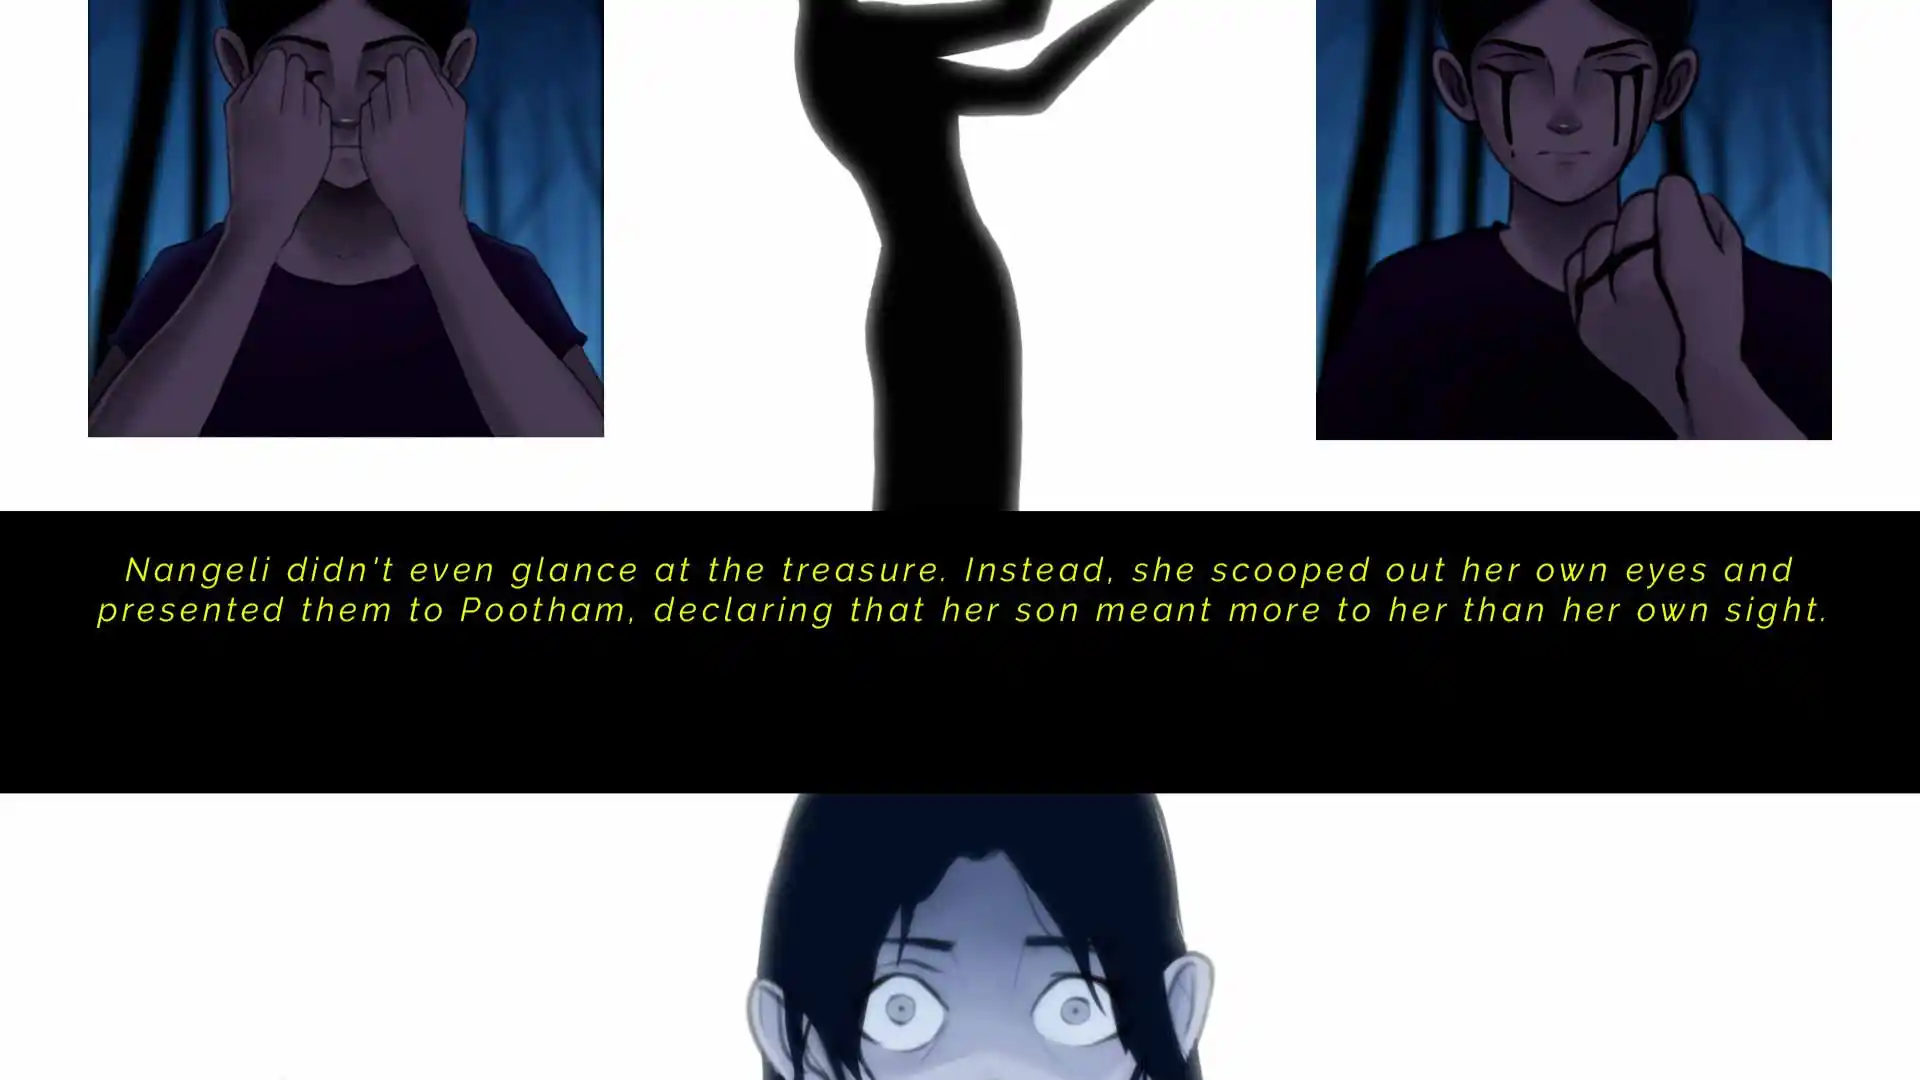 Nangeli didn't even glance at the treasure. Instead, she scooped out her own eyes and
presented them to Pootham, declaring that her son meant more to her than her own sight.